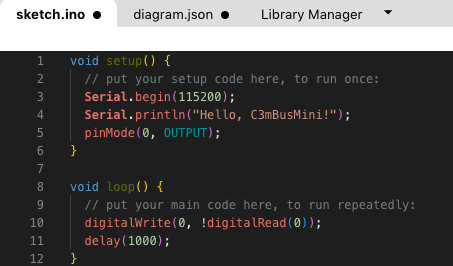 sketch.ino ● diagram.json ● Library Manager ▼
1 void setup() {
2   // put your setup code here, to run once:
3   Serial.begin(115200);
4   Serial.println("Hello, C3mBusMini!");
5   pinMode(0, OUTPUT);
6 }
7
8 void loop() {
9   // put your main code here, to run repeatedly:
10   digitalWrite(0, !digitalRead(0));
11   delay(1000);
12 }